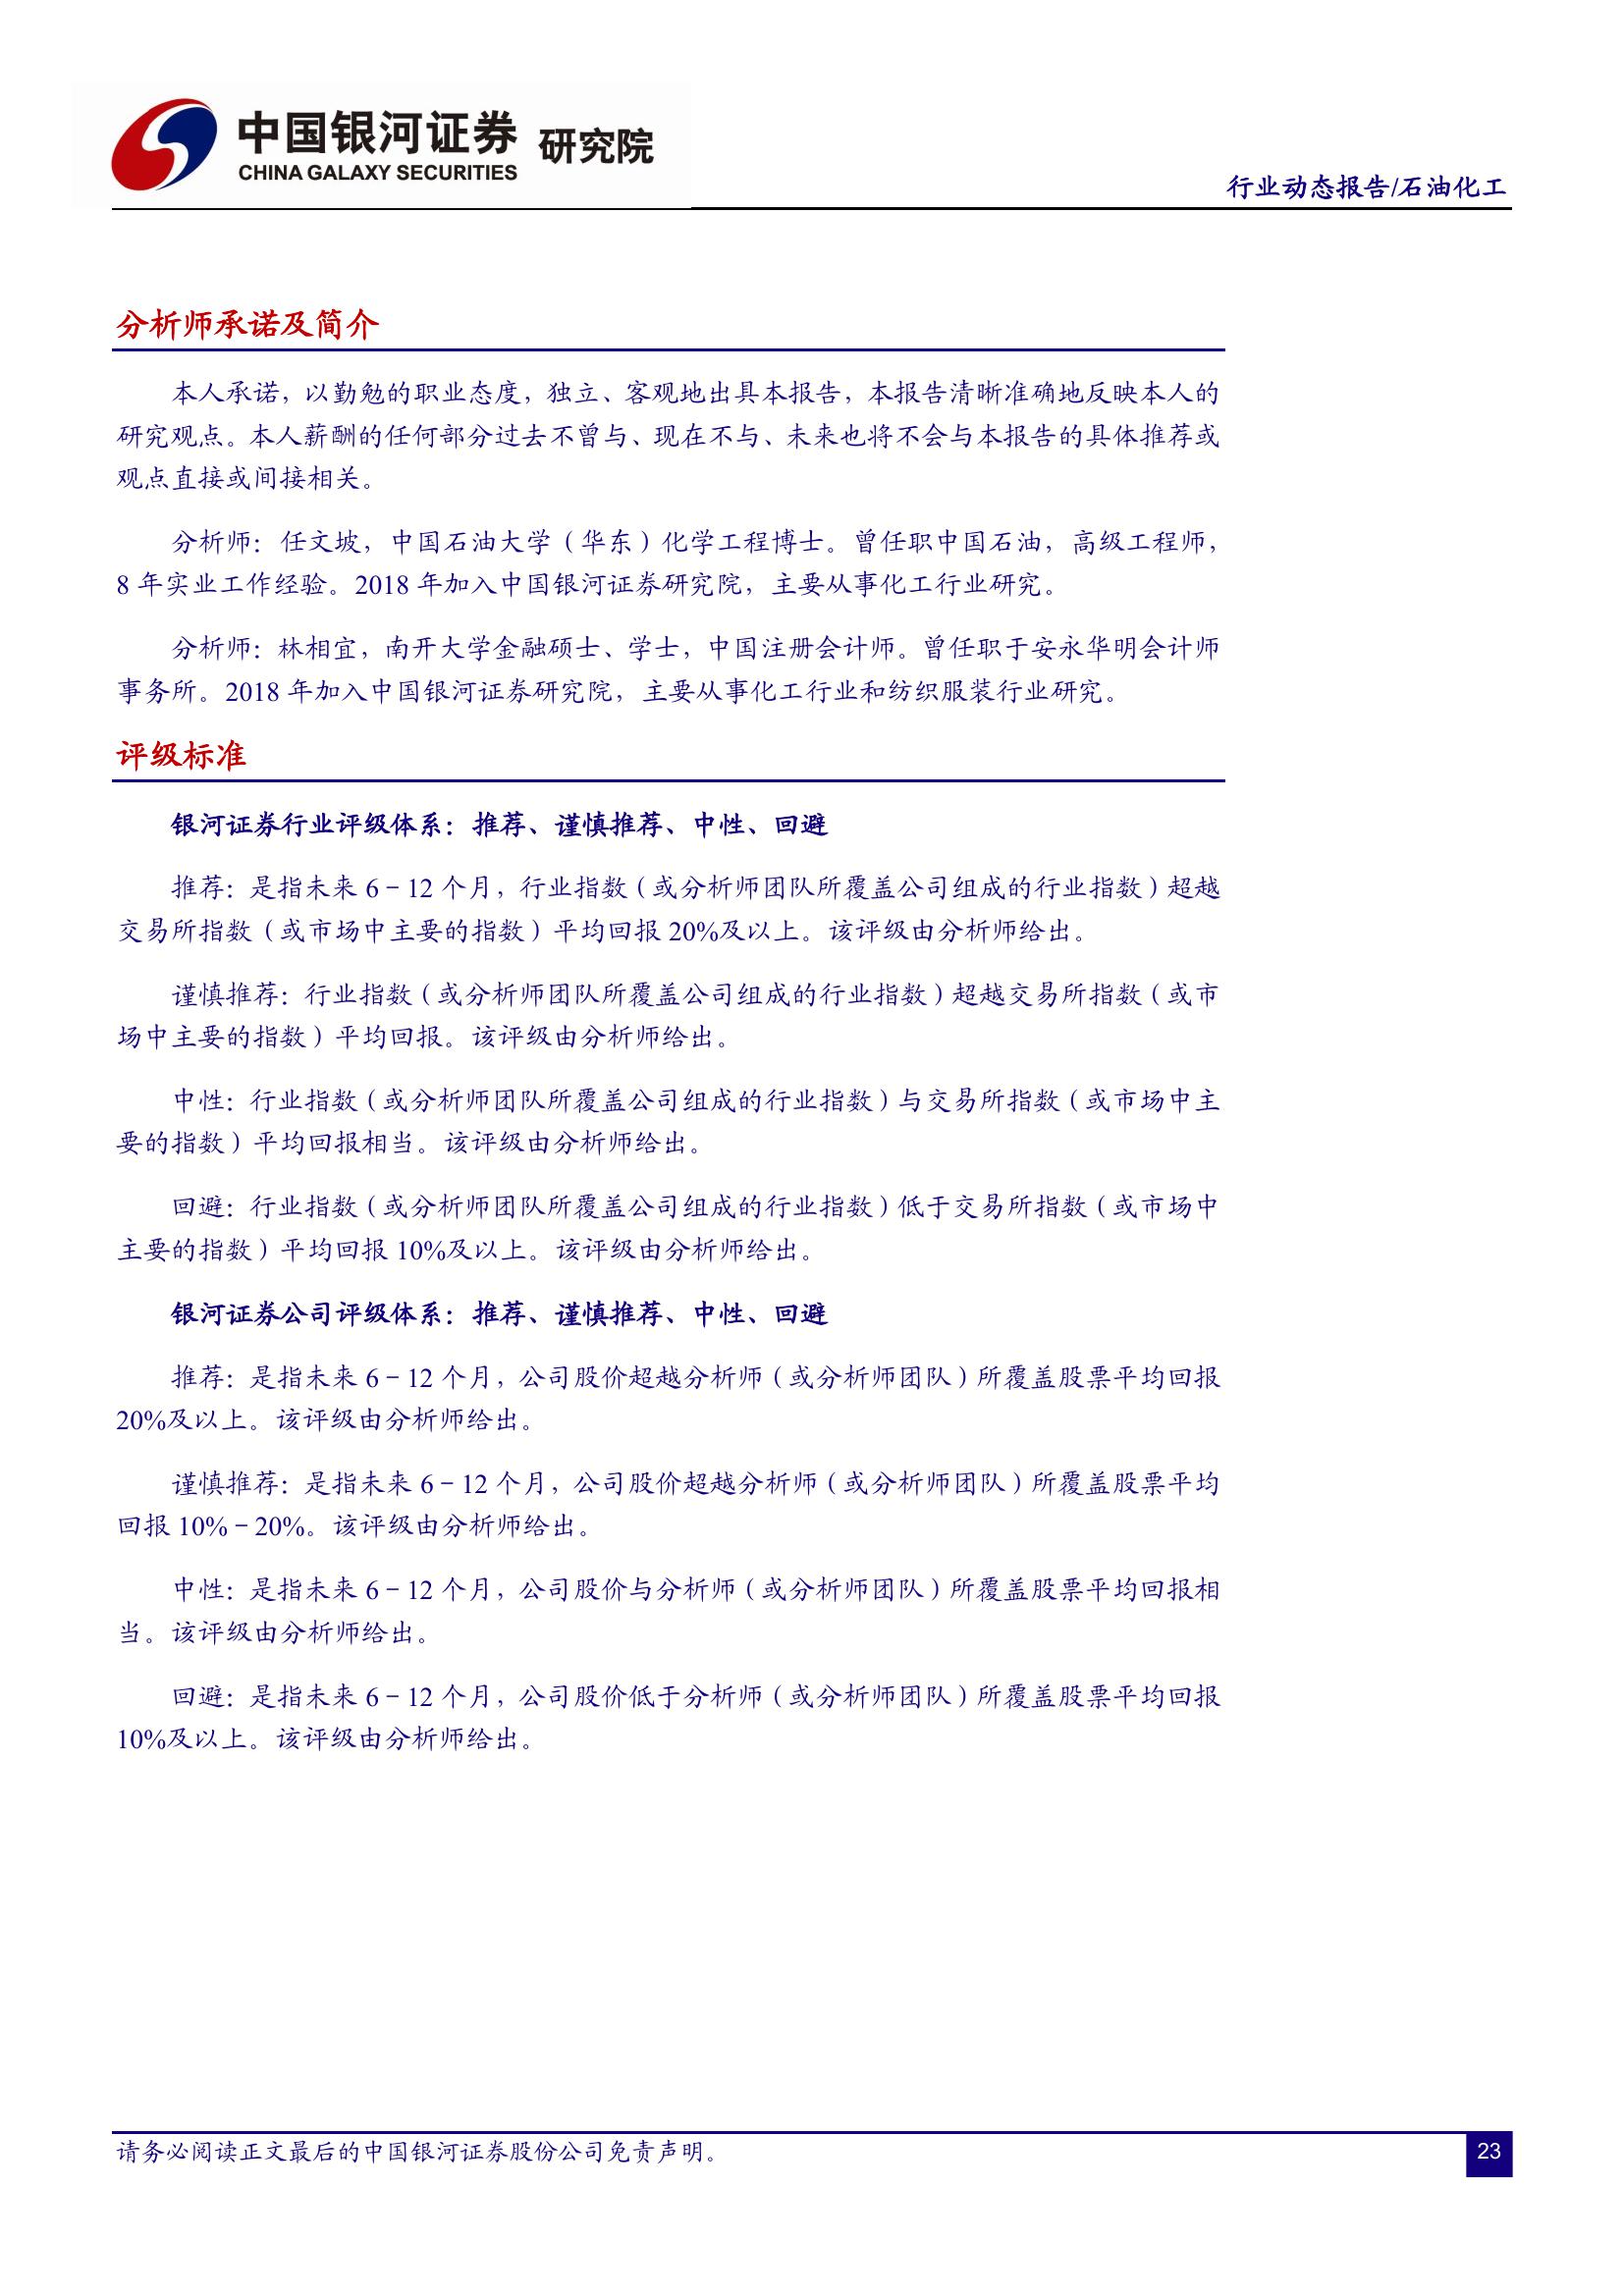 中国银河证券 研究院
CHINA GALAXY SECURITIES
行业动态报告/石油化工
分析师承诺及简介
本人承诺，以勤勉的职业态度，独立、客观地出具本报告，本报告清晰准确地反映本人的
研究观点。本人薪酬的任何部分过去不曾与、现在不与、未来也将不会与本报告的具体推荐或
观点直接或间接相关。
分析师：任文坡，中国石油大学（华东）化学工程博士。曾任职中国石油，高级工程师，
8 年实业工作经验。2018 年加入中国银河证券研究院，主要从事化工行业研究。
分析师：林相宜，南开大学金融硕士、学士，中国注册会计师。曾任职于安永华明会计师
事务所。2018 年加入中国银河证券研究院，主要从事化工行业和纺织服装行业研究。
评级标准
银河证券行业评级体系：推荐、谨慎推荐、中性、回避
推荐：是指未来 6－12 个月，行业指数（或分析师团队所覆盖公司组成的行业指数）超越
交易所指数（或市场中主要的指数）平均回报 20%及以上。该评级由分析师给出。
谨慎推荐：行业指数（或分析师团队所覆盖公司组成的行业指数）超越交易所指数（或市
场中主要的指数）平均回报。该评级由分析师给出。
中性：行业指数（或分析师团队所覆盖公司组成的行业指数）与交易所指数（或市场中主
要的指数）平均回报相当。该评级由分析师给出。
回避：行业指数（或分析师团队所覆盖公司组成的行业指数）低于交易所指数（或市场中
主要的指数）平均回报 10%及以上。该评级由分析师给出。
银河证券公司评级体系：推荐、谨慎推荐、中性、回避
推荐：是指未来 6－12 个月，公司股价超越分析师（或分析师团队）所覆盖股票平均回报
20%及以上。该评级由分析师给出。
谨慎推荐：是指未来 6－12 个月，公司股价超越分析师（或分析师团队）所覆盖股票平均
回报 10%－20%。该评级由分析师给出。
中性：是指未来 6－12 个月，公司股价与分析师（或分析师团队）所覆盖股票平均回报相
当。该评级由分析师给出。
回避：是指未来 6－12 个月，公司股价低于分析师（或分析师团队）所覆盖股票平均回报
10%及以上。该评级由分析师给出。
请务必阅读正文最后的中国银河证券股份公司免责声明。
23